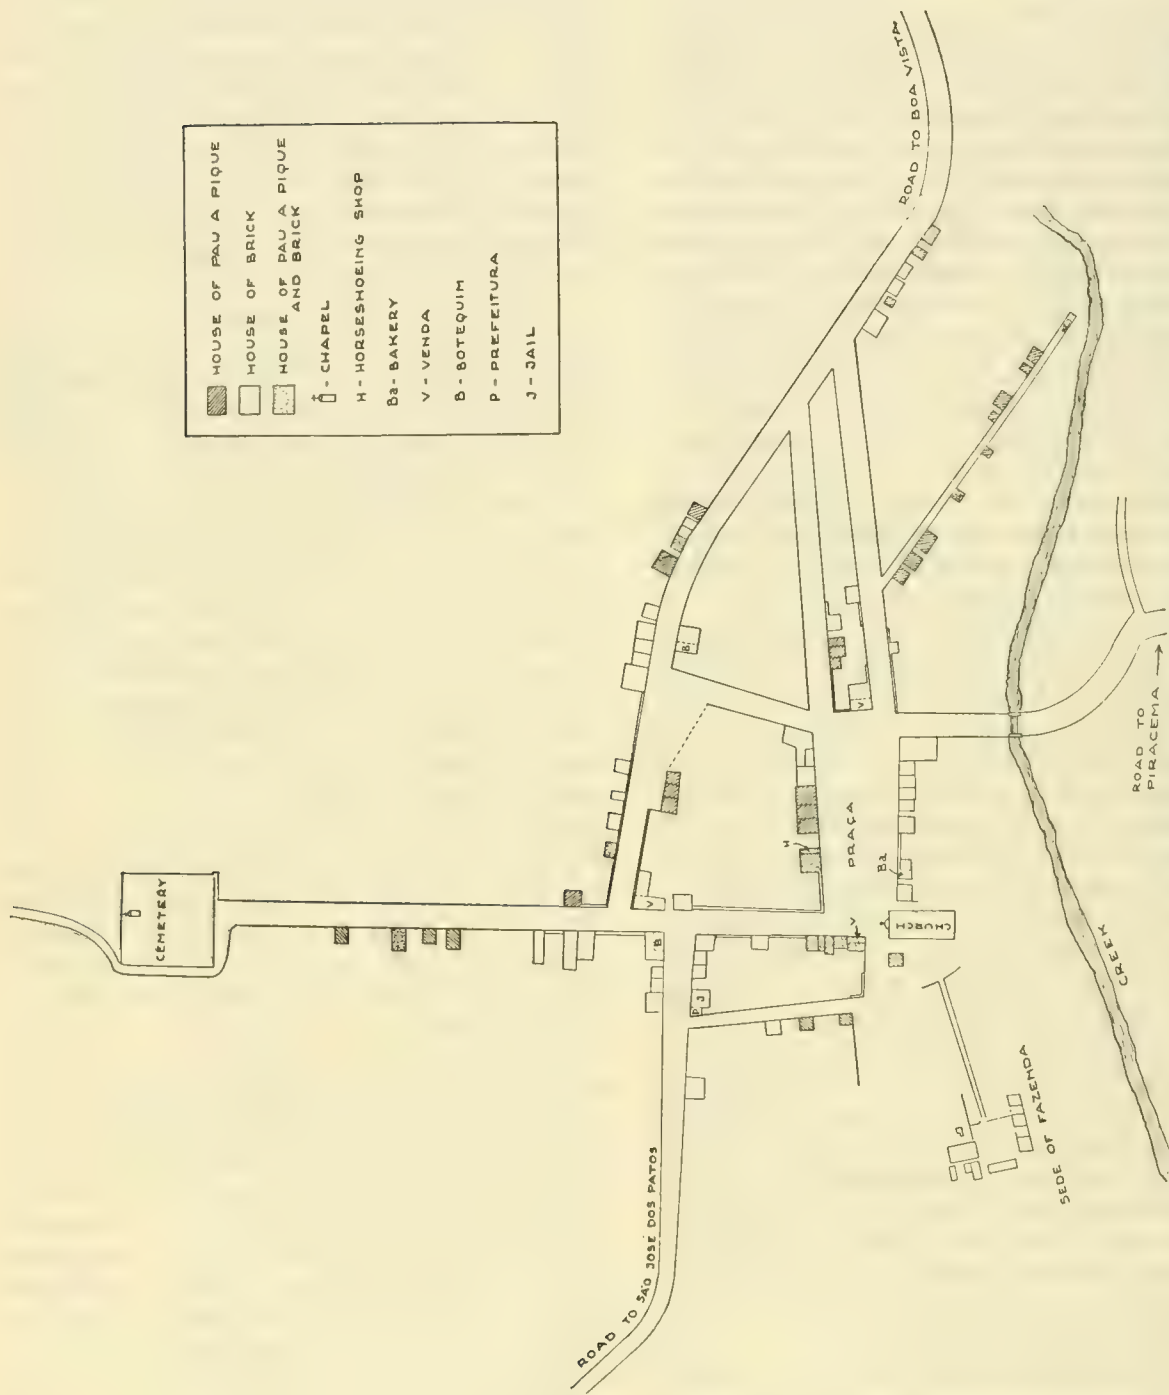 HOUSE OF PAU A PIQUE
HOUSE OF BRICK
HOUSE OF PAU A PIQUE
AND BRICK
- CHAPEL
H - HORSESHOEING SHOP
Ba - BAKERY
V - VENDA
B - BOTEQUIM
P - PREFEITURA
J - JAIL
ROAD TO BOA VISTA
CEMETERY
B
V
V
H
PRAÇA
Ba
B
V
CHURCH
P
J
ROAD TO
PIRACEMA →
CREEK
SEDE OF FAZENDA
ROAD TO SÃO JOSÉ DOS PATOS